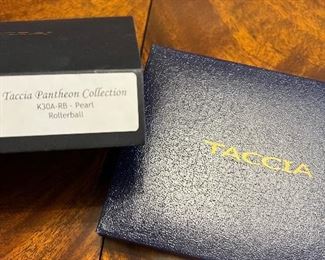 Taccia Pantheon Collection
K30A-RB - Pearl
Rollerball
TACCIA